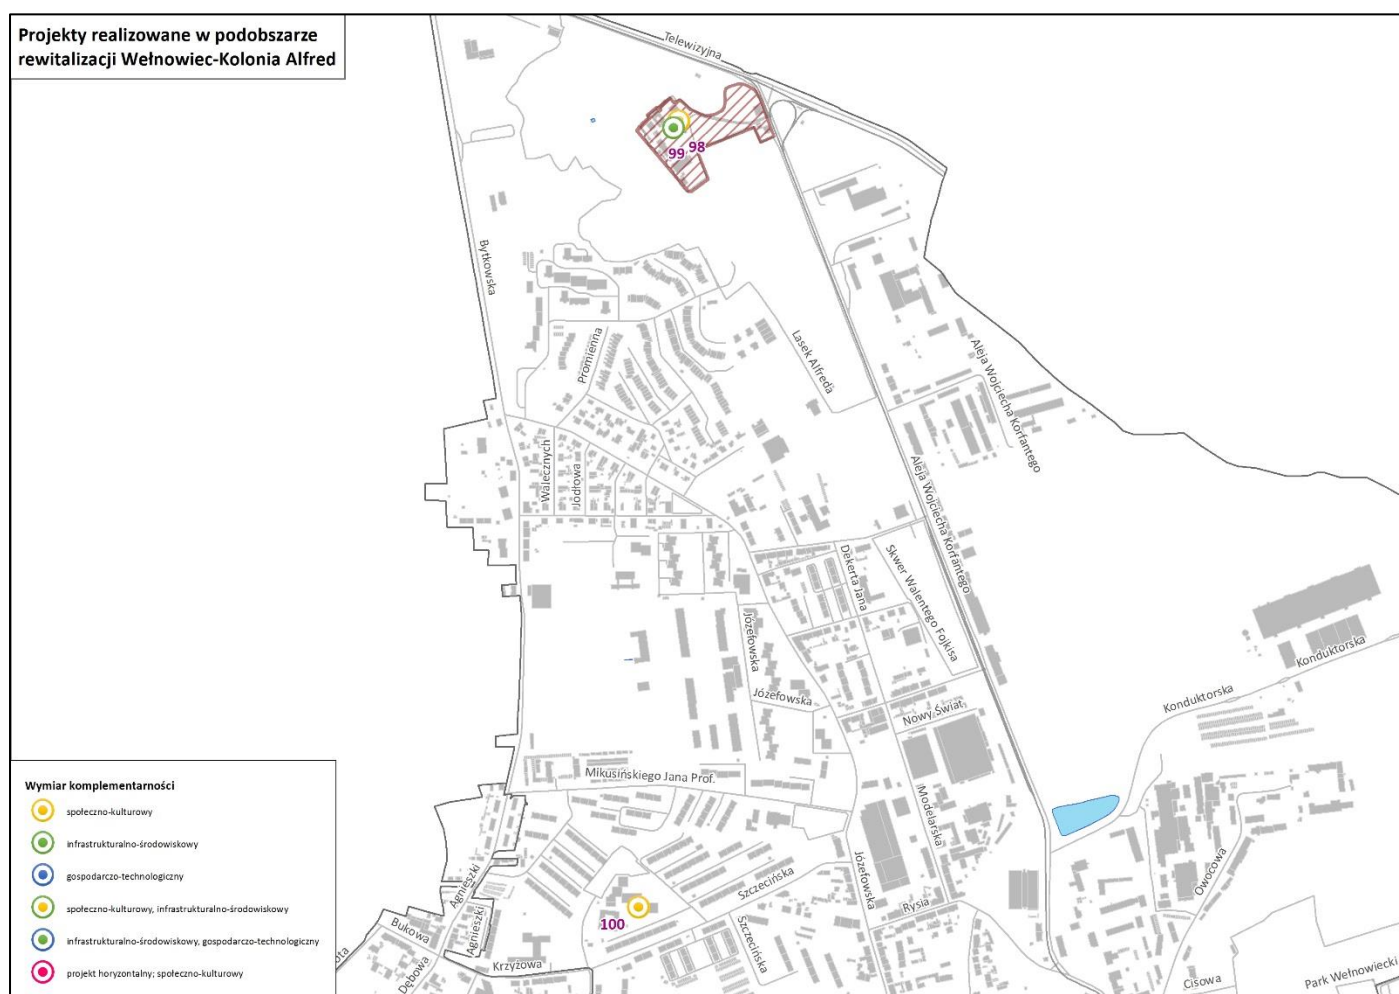 Projekty realizowane w podobszarze
rewitalizacji Wełnowiec-Kolonia Alfred
Telewizyjna
98
99
Bytkowska
Promienna
Lasek Alfreda
Aleja Wojciecha Korfantego
Walecznych
Jodłowa
Aleja Wojciecha Korfantego
Dekerta Jana
Skwer Walentego Fojkisa
Józefowska
Konduktorska
Józefowska
Konduktorska
Nowy Świat
Mikusińskiego Jana Prof.
Modelarska
Józefowska
Szczecińska
Owocowa
Agnieszki
Rysia
100
Agnieszki
Bukowa
Szczecińska
Dębowa
Krzyżowa
Cisowa
Park Wełnowiecki
Wymiar komplementarności
społeczno-kulturowy
infrastrukturalno-środowiskowy
gospodarczo-technologiczny
społeczno-kulturowy, infrastrukturalno-środowiskowy
infrastrukturalno-środowiskowy, gospodarczo-technologiczny
projekt horyzontalny; społeczno-kulturowy